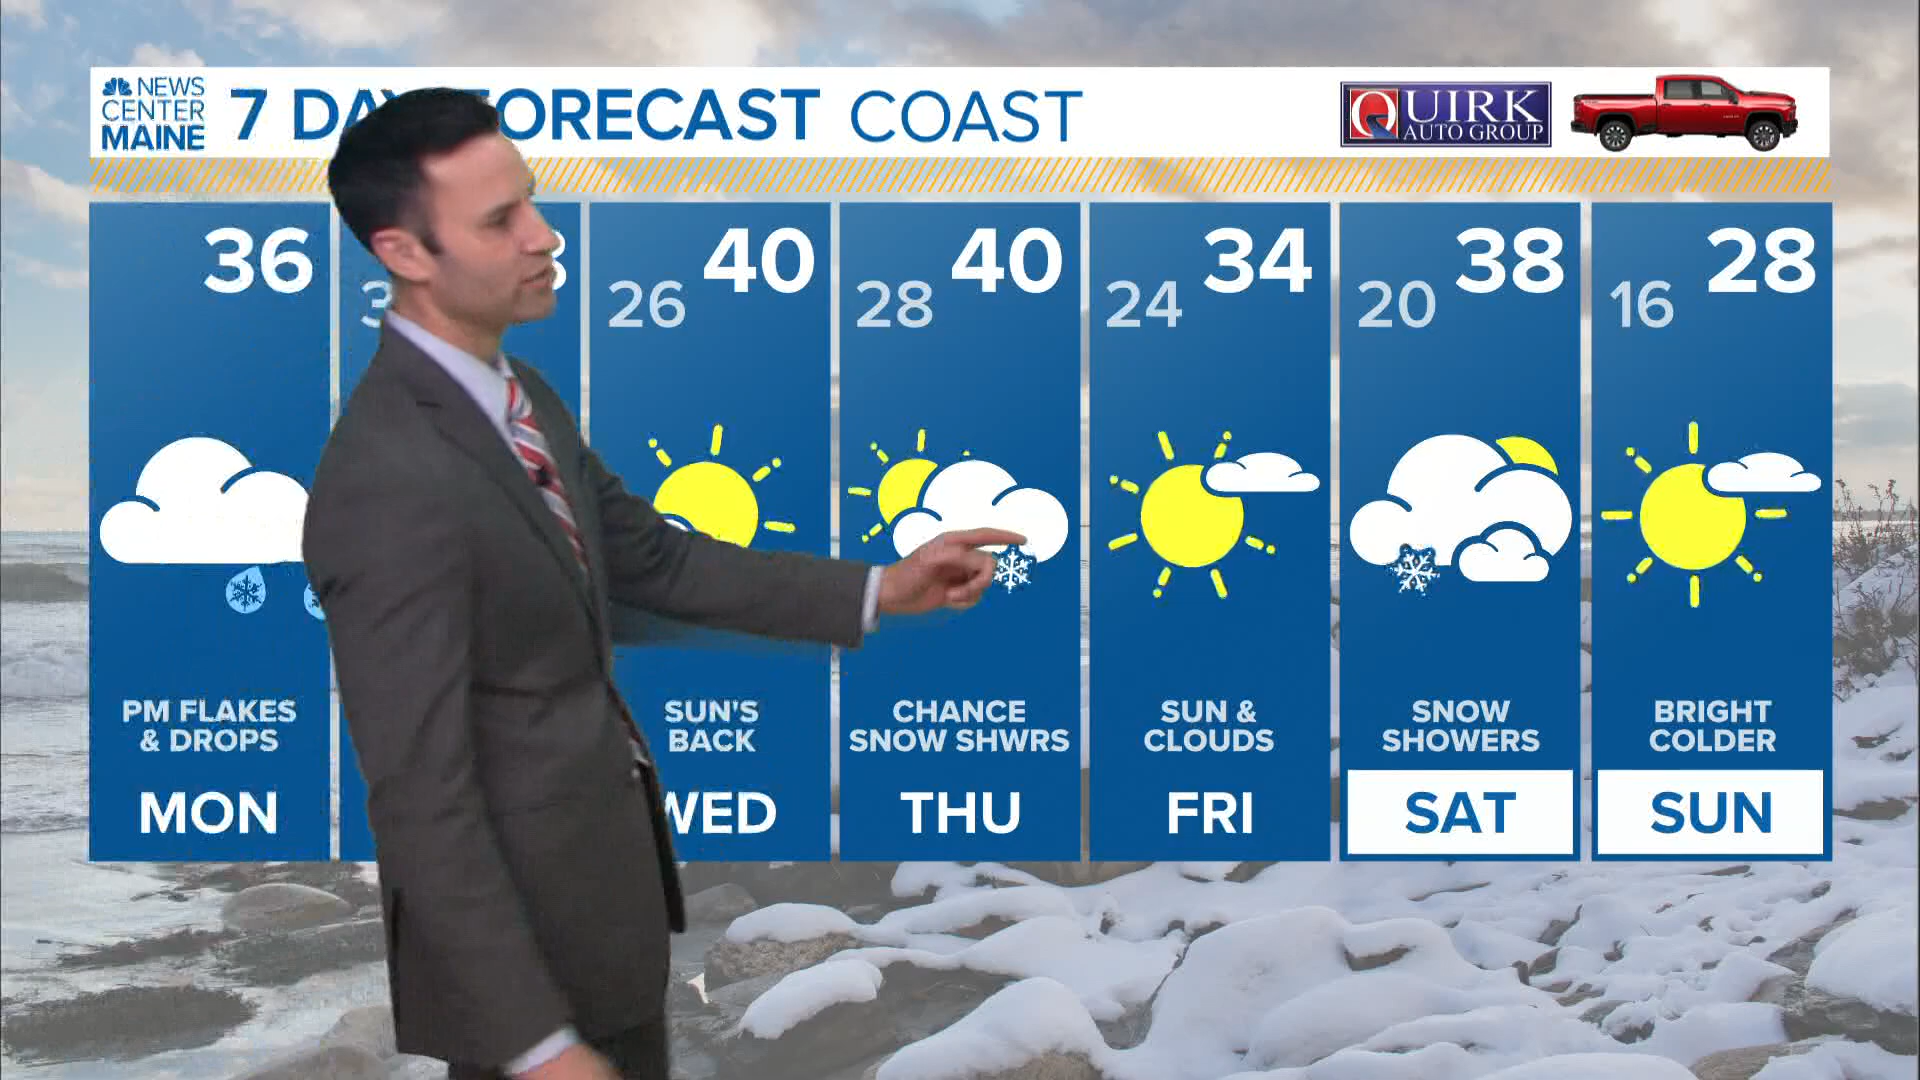 NEWS
CENTER
MAINE
7 DAY FORECAST COAST
QUIRK
AUTO GROUP
36
26 40
28 40
24 34
20 38
16 28
PM FLAKES
& DROPS
SUN'S
BACK
CHANCE
SNOW SHWRS
SUN &
CLOUDS
SNOW
SHOWERS
BRIGHT
COLDER
MON
WED
THU
FRI
SAT
SUN